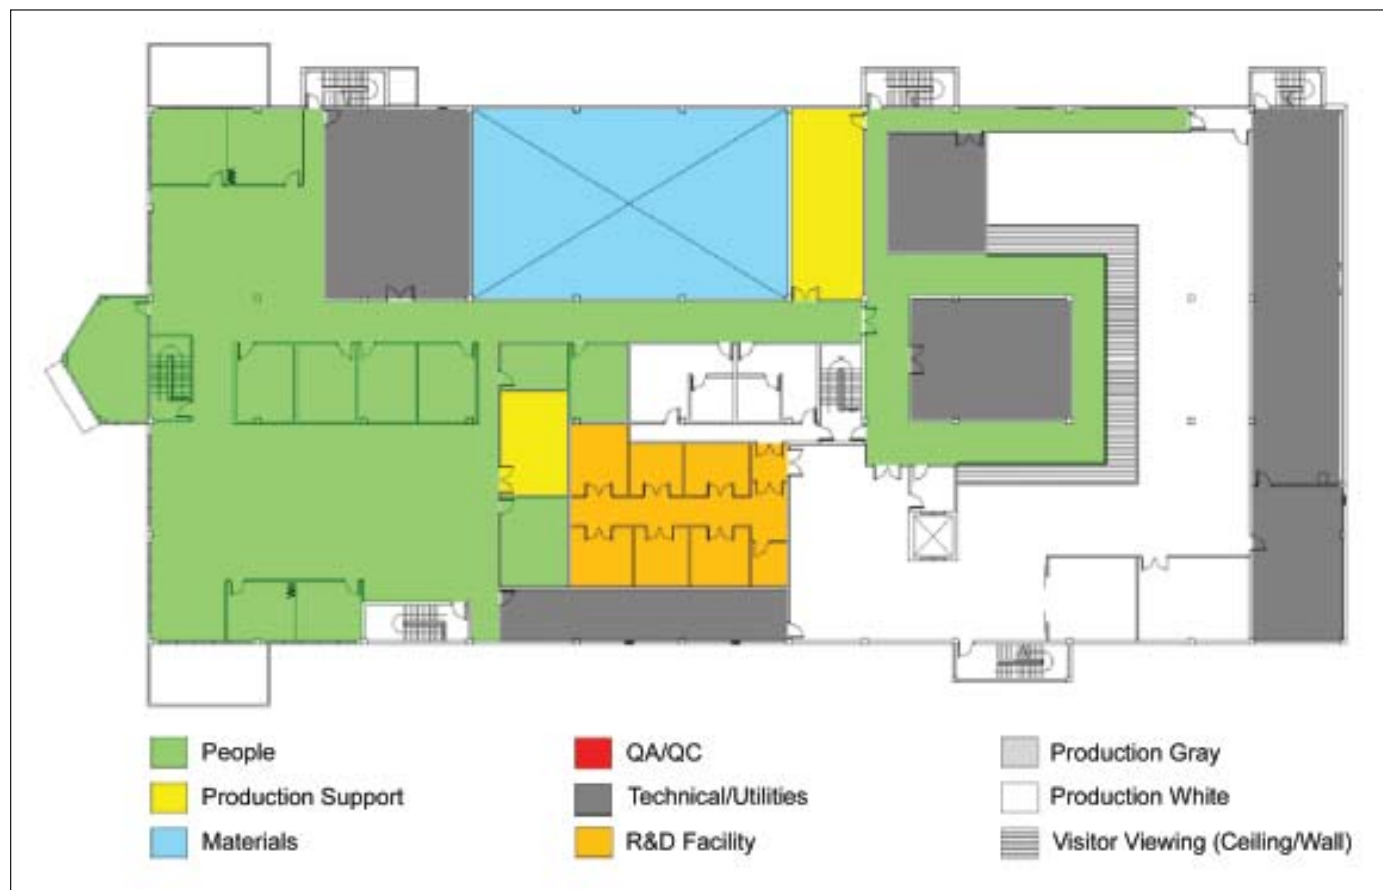 People
Production Support
Materials
QA/QC
Technical/Utilities
R&D Facility
Production Gray
Production White
Visitor Viewing (Ceiling/Wall)